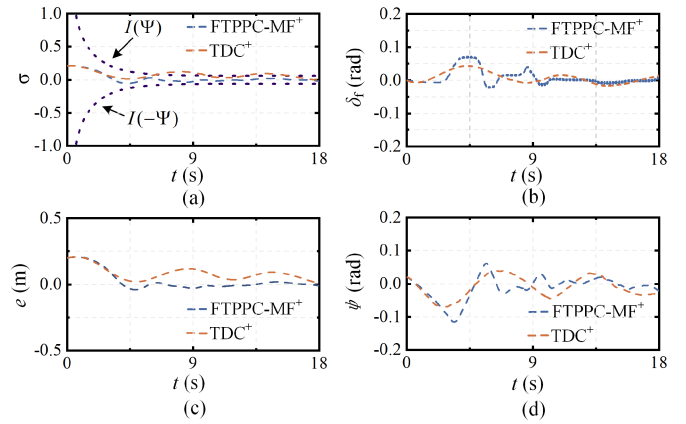 1.0
0.5
0.0
-0.5
-1.0
σ
I(Ψ)
I(−Ψ)
FTPPC-MF⁺
TDC⁺
0 9 18
t (s)
(a)
0.2
0.1
0.0
-0.1
-0.2
δf (rad)
FTPPC-MF⁺
TDC⁺
0 9 18
t (s)
(b)
0.5
0.0
-0.5
e (m)
FTPPC-MF⁺
TDC⁺
0 9 18
t (s)
(c)
0.2
0.1
0.0
-0.1
-0.2
ψ (rad)
FTPPC-MF⁺
TDC⁺
0 9 18
t (s)
(d)